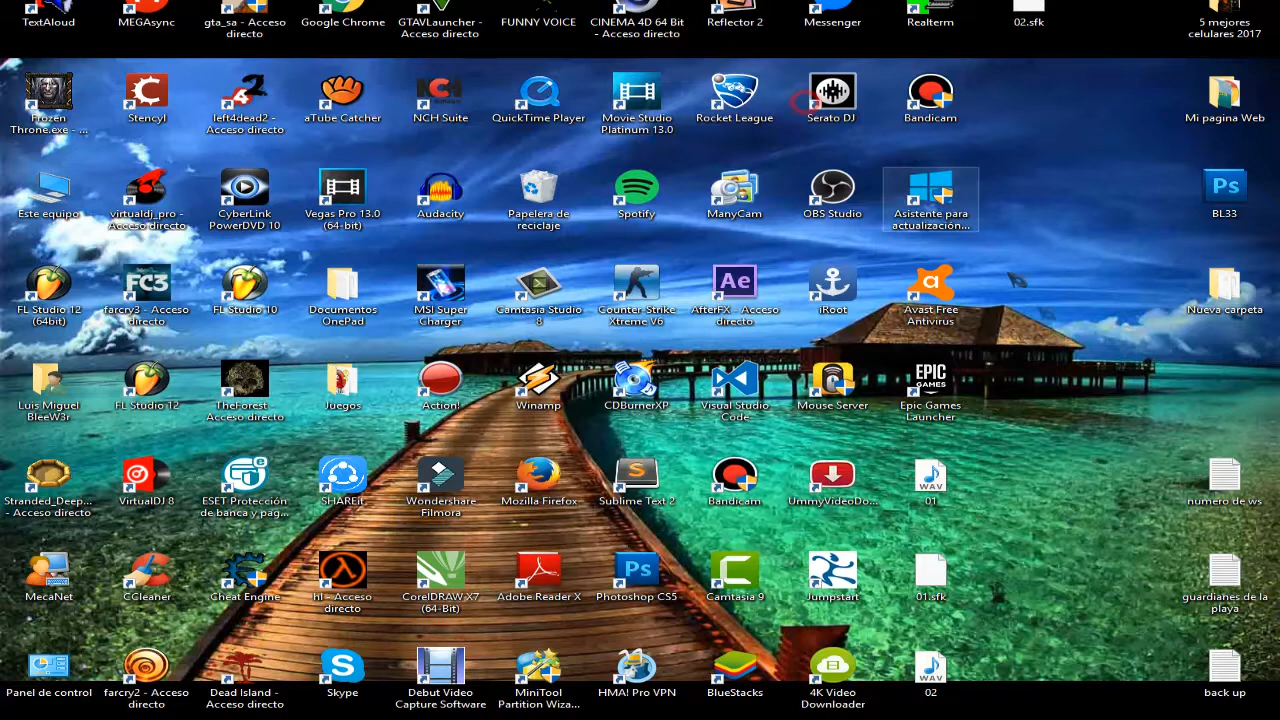 TextAloud
MEGAsync
gta_sa - Acceso
directo
Google Chrome
GTAVLauncher -
Acceso directo
FUNNY VOICE
CINEMA 4D 64 Bit
- Acceso directo
Reflector 2
Messenger
Realterm
02.sfk
5 mejores
celulares 2017
Frozen
Throne.exe - ...
Stencyl
left4dead2 -
Acceso directo
aTube Catcher
NCH Suite
QuickTime Player
Movie Studio
Platinum 13.0
Rocket League
Serato DJ
Bandicam
Mi pagina Web
Este equipo
virtualdj_pro -
Acceso directo
CyberLink
PowerDVD 10
Vegas Pro 13.0
(64-bit)
Audacity
Papelera de
reciclaje
Spotify
ManyCam
OBS Studio
Asistente para
actualización...
Ps
BL33
FL Studio 12
(64bit)
FC3
farcry3 - Acceso
directo
FL Studio 10
Documentos
OnePad
MSI Super
Charger
Camtasia Studio
8
Counter-Strike
Xtreme V6
Ae
AfterFX - Acceso
directo
iRoot
Avast Free
Antivirus
Nueva carpeta
Luis Miguel
BleeW3r
FL Studio 12
TheForest -
Acceso directo
Juegos
Action!
Winamp
CDBurnerXP
Visual Studio
Code
Mouse Server
EPIC
GAMES
Epic Games
Launcher
Stranded_Deep...
- Acceso directo
VirtualDJ 8
ESET Protección
de banca y pag...
SHAREit
Wondershare
Filmora
Mozilla Firefox
Sublime Text 2
Bandicam
UmmyVideoDo...
WAV
01
numero de ws
MecaNet
CCleaner
Cheat Engine
hl - Acceso
directo
CorelDRAW X7
(64-Bit)
Adobe Reader X
Ps
Photoshop CS5
Camtasia 9
Jumpstart
01.sfk
guardianes de la
playa
Panel de control
farcry2 - Acceso
directo
Dead Island -
Acceso directo
Skype
Debut Video
Capture Software
MiniTool
Partition Wiza...
HMA! Pro VPN
BlueStacks
4K Video
Downloader
WAV
02
back up